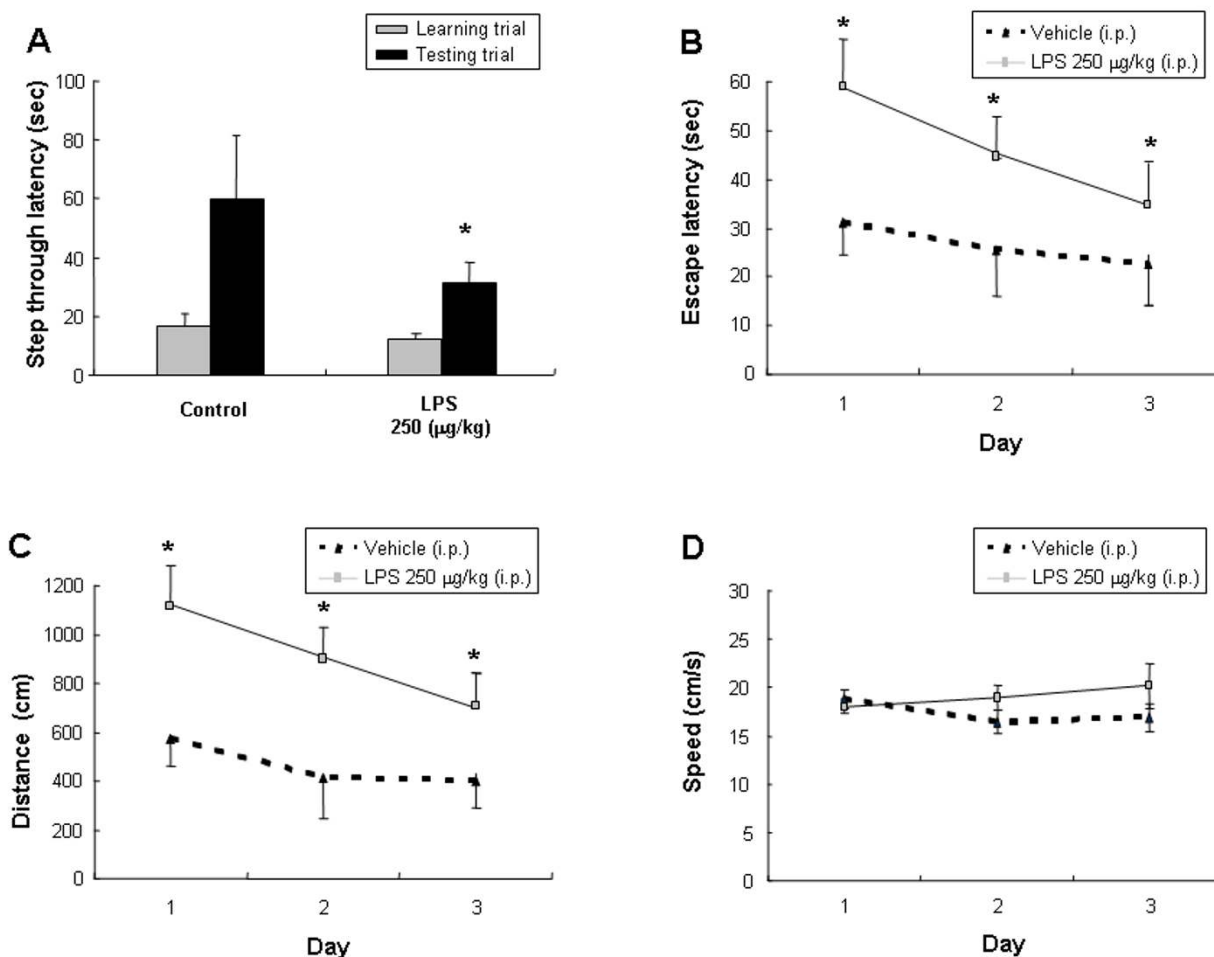 A
Learning trial
Testing trial
Step through latency (sec)
100
80
60
40
20
0
*
Control
LPS
250 (μg/kg)
B
Vehicle (i.p.)
LPS 250 μg/kg (i.p.)
Escape latency (sec)
60
50
40
30
20
10
0
*
*
*
1 2 3
Day
C
Vehicle (i.p.)
LPS 250 μg/kg (i.p.)
Distance (cm)
1200
1000
800
600
400
200
0
*
*
*
1 2 3
Day
D
Vehicle (i.p.)
LPS 250 μg/kg (i.p.)
Speed (cm/s)
30
25
20
15
10
5
0
1 2 3
Day